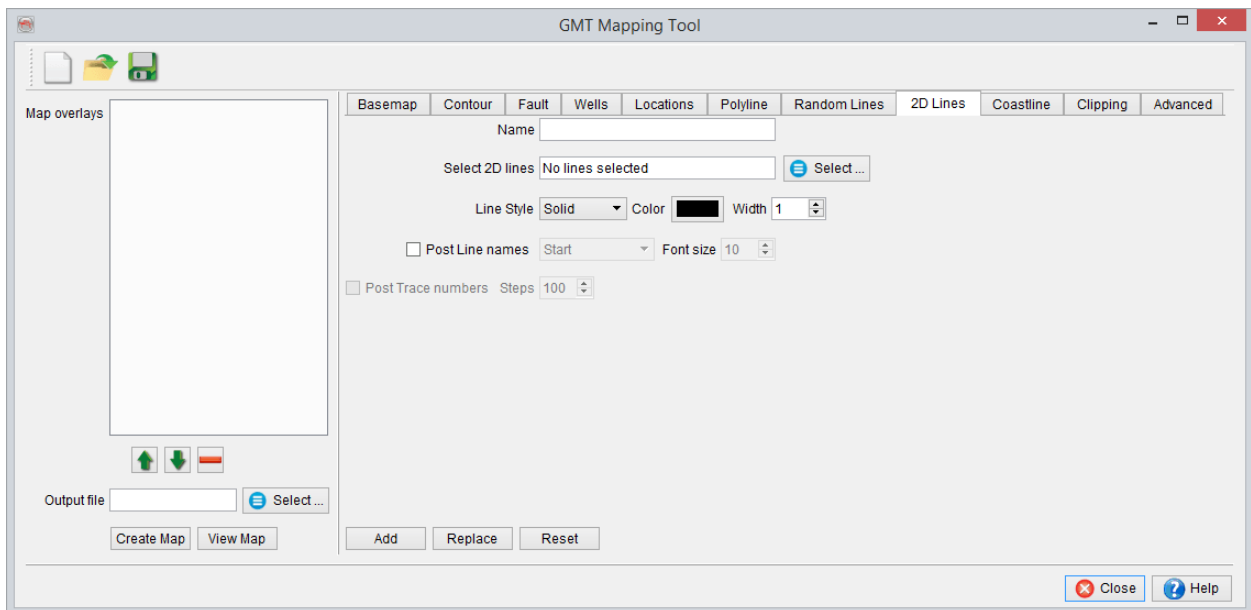 GMT Mapping Tool
Map overlays
Basemap Contour Fault Wells Locations Polyline Random Lines 2D Lines Coastline Clipping Advanced
Name
Select 2D lines No lines selected Select ...
Line Style Solid Color Width 1
Post Line names Start Font size 10
Post Trace numbers Steps 100
Output file Select ...
Create Map View Map
Add Replace Reset
Close Help